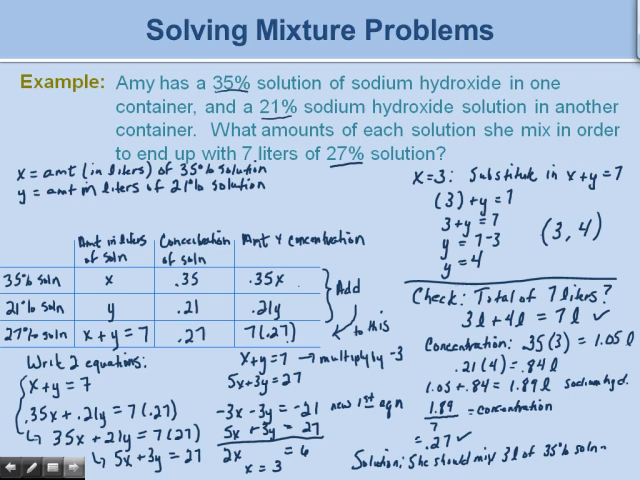 Solving Mixture Problems
Example: Amy has a 35% solution of sodium hydroxide in one
container, and a 21% sodium hydroxide solution in another
container. What amounts of each solution she mix in order
to end up with 7 liters of 27% solution?
x = amt (in liters) of 35% solution
y = amt in liters of 21% solution
Amt in liters of soln Concentration of soln Amt x concentration
35% soln x .35 .35x
21% soln y .21 .21y
27% soln x + y = 7 .27 7(.27)
Add
to this
Write 2 equations:
x + y = 7
.35x + .21y = 7(.27)
35x + 21y = 7(27)
5x + 3y = 27
x + y = 7 → multiply by -3
5x + 3y = 27
-3x - 3y = -21 new 1st eqn
5x + 3y = 27
2x = 6
x = 3
x = 3: Substitute in x + y = 7
(3) + y = 7
3 + y = 7
y = 7 - 3
y = 4
(3, 4)
Check: Total of 7 liters?
3l + 4l = 7l ✓
Concentration: .35(3) = 1.05 l
.21(4) = .84 l
1.05 + .84 = 1.89 l sodium hyd.
1.89/7 = concentration
= .27 ✓
Solution: She should mix 3l of 35% soln